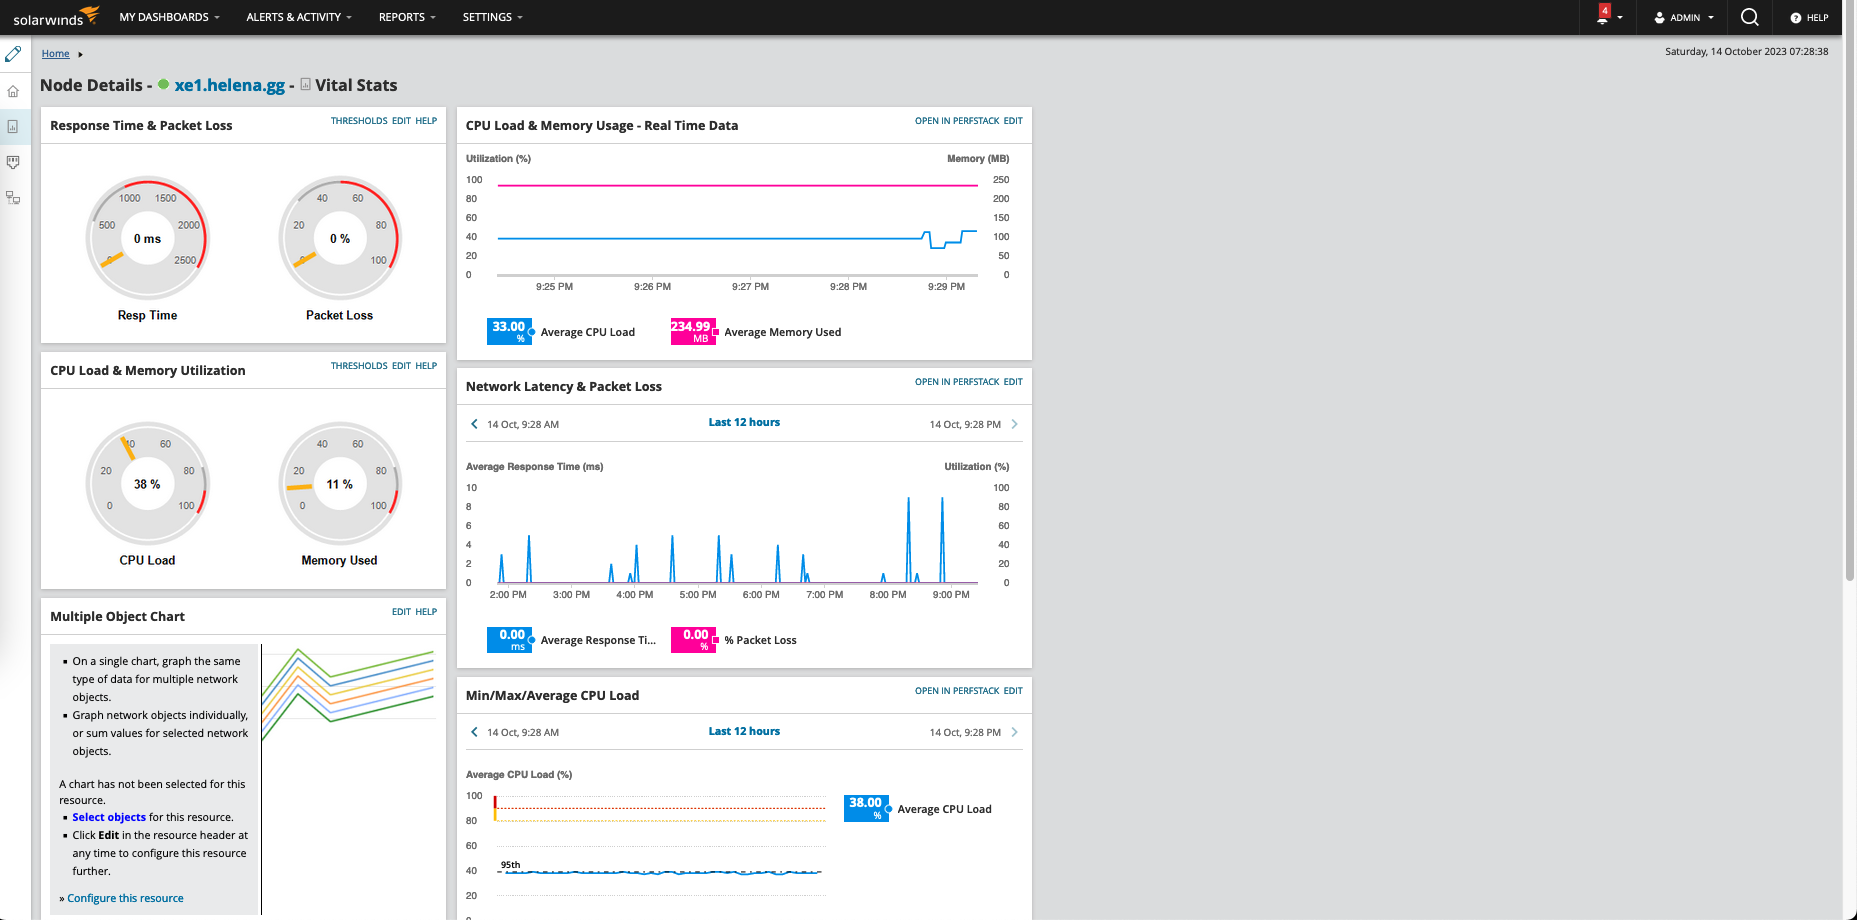 solarwinds MY DASHBOARDS ALERTS & ACTIVITY REPORTS SETTINGS 4 ADMIN HELP
Home
Saturday, 14 October 2023 07:28:38
Node Details - xe1.helena.gg - Vital Stats
Response Time & Packet Loss THRESHOLDS EDIT HELP
0 500 1000 1500 2000 2500
0 ms
Resp Time
0 20 40 60 80 100
0 %
Packet Loss
CPU Load & Memory Utilization THRESHOLDS EDIT HELP
0 20 40 60 80 100
38 %
CPU Load
0 20 40 60 80 100
11 %
Memory Used
Multiple Object Chart EDIT HELP
▪ On a single chart, graph the same
type of data for multiple network
objects.
▪ Graph network objects individually,
or sum values for selected network
objects.
A chart has not been selected for this
resource.
▪ Select objects for this resource.
▪ Click Edit in the resource header at
any time to configure this resource
further.
» Configure this resource
CPU Load & Memory Usage - Real Time Data OPEN IN PERFSTACK EDIT
Utilization (%) Memory (MB)
100 250
80 200
60 150
40 100
20 50
0 0
9:25 PM 9:26 PM 9:27 PM 9:28 PM 9:29 PM
33.00 % Average CPU Load 234.99 MB Average Memory Used
Network Latency & Packet Loss OPEN IN PERFSTACK EDIT
14 Oct, 9:28 AM Last 12 hours 14 Oct, 9:28 PM
Average Response Time (ms) Utilization (%)
10 100
8 80
6 60
4 40
2 20
0 0
2:00 PM 3:00 PM 4:00 PM 5:00 PM 6:00 PM 7:00 PM 8:00 PM 9:00 PM
0.00 ms Average Response Ti... 0.00 % % Packet Loss
Min/Max/Average CPU Load OPEN IN PERFSTACK EDIT
14 Oct, 9:28 AM Last 12 hours 14 Oct, 9:28 PM
Average CPU Load (%)
100
80
60
40
20
95th
38.00 % Average CPU Load